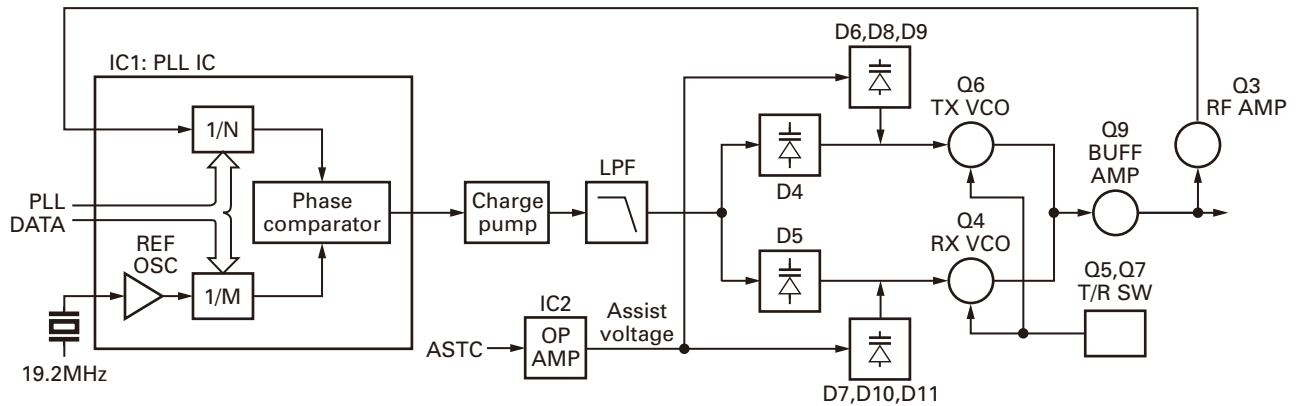 IC1: PLL IC
1/N
PLL
DATA
REF
OSC
1/M
19.2MHz
Phase
comparator
Charge
pump
LPF
ASTC
IC2
OP
AMP
Assist
voltage
D6,D8,D9
D4
D5
D7,D10,D11
Q6
TX VCO
Q4
RX VCO
Q5,Q7
T/R SW
Q9
BUFF
AMP
Q3
RF AMP